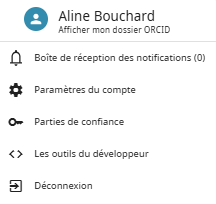 Aline Bouchard
Afficher mon dossier ORCID
Boîte de réception des notifications (0)
Paramètres du compte
Parties de confiance
Les outils du développeur
Déconnexion